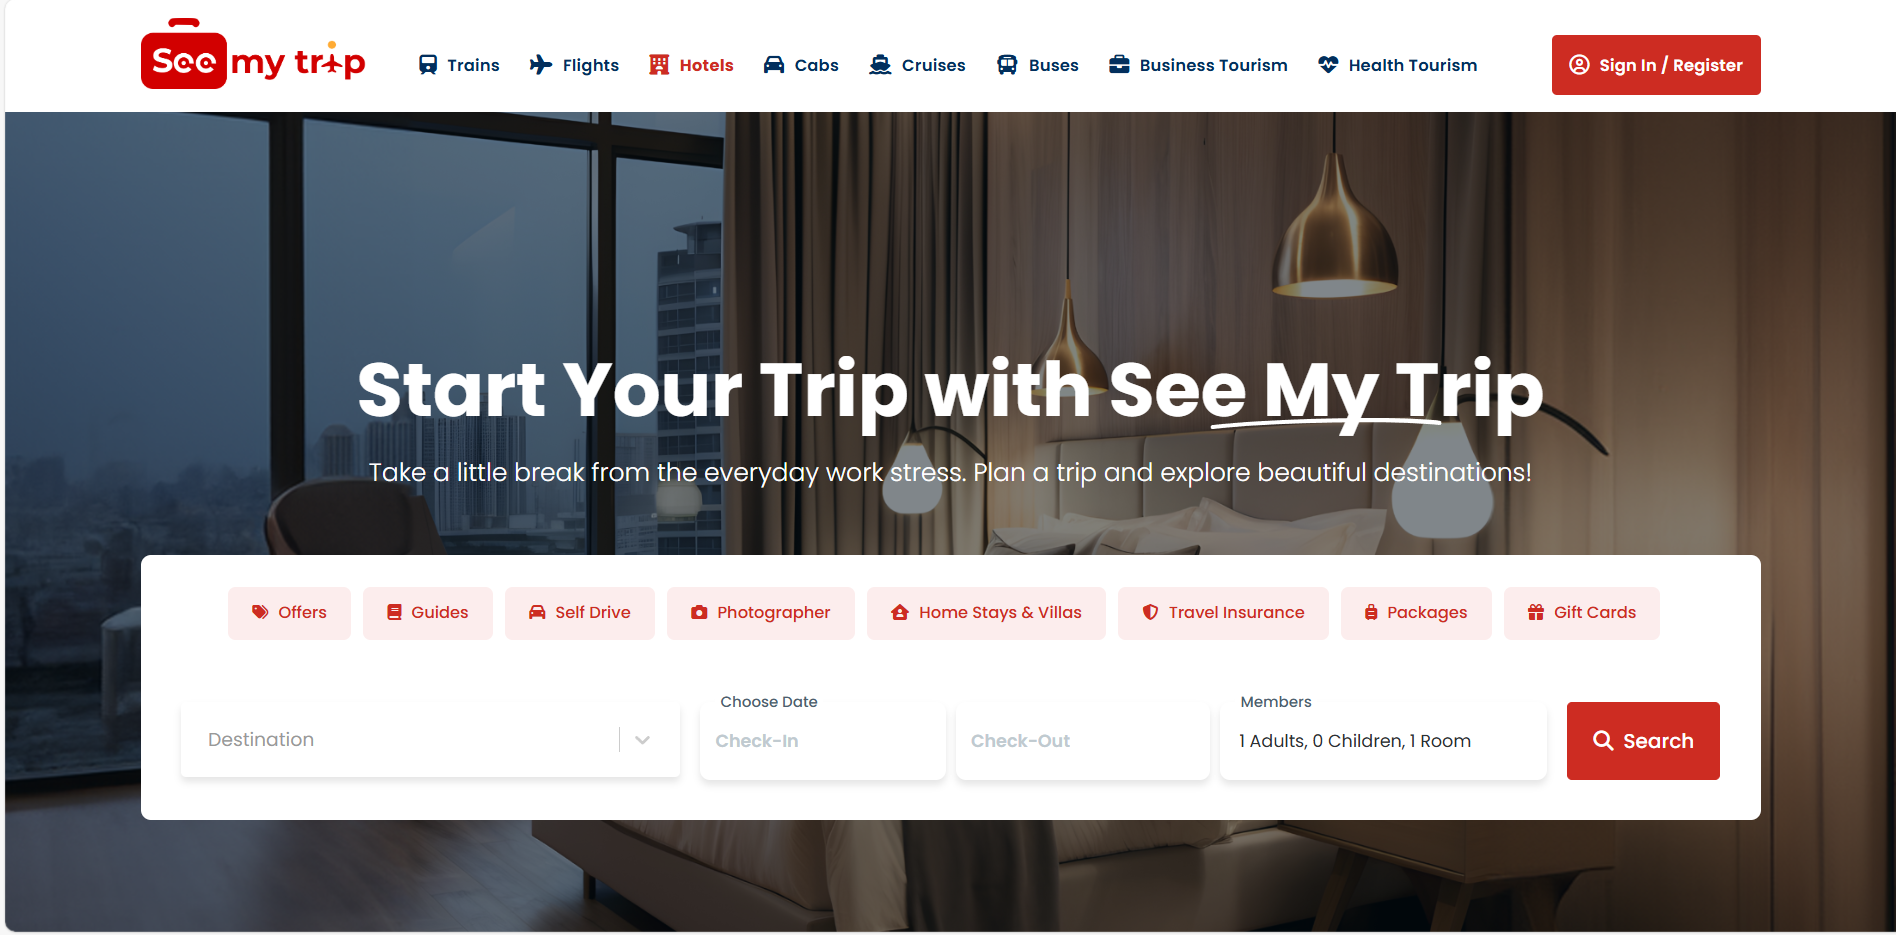 See my trip
Trains
Flights
Hotels
Cabs
Cruises
Buses
Business Tourism
Health Tourism
Sign In / Register
Start Your Trip with See My Trip
Take a little break from the everyday work stress. Plan a trip and explore beautiful destinations!
Offers
Guides
Self Drive
Photographer
Home Stays & Villas
Travel Insurance
Packages
Gift Cards
Destination
Choose Date
Check-In
Check-Out
Members
1 Adults, 0 Children, 1 Room
Search